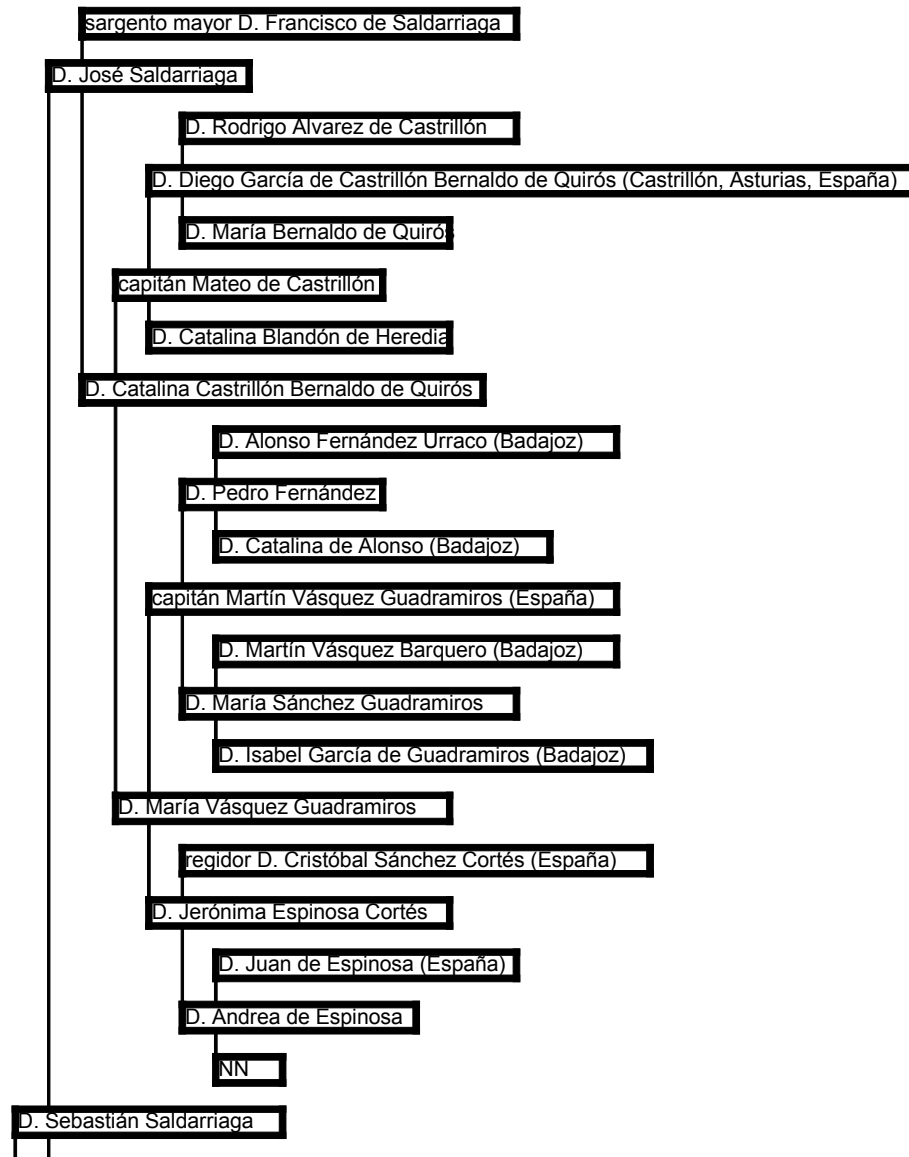 sargento mayor D. Francisco de Saldarriaga
D. José Saldarriaga
D. Rodrigo Alvarez de Castrillón
D. Diego García de Castrillón Bernaldo de Quirós (Castrillón, Asturias, España)
D. María Bernaldo de Quirós
capitán Mateo de Castrillón
D. Catalina Blandón de Heredia
D. Catalina Castrillón Bernaldo de Quirós
D. Alonso Fernández Urraco (Badajoz)
D. Pedro Fernández
D. Catalina de Alonso (Badajoz)
capitán Martín Vásquez Guadramiros (España)
D. Martín Vásquez Barquero (Badajoz)
D. María Sánchez Guadramiros
D. Isabel García de Guadramiros (Badajoz)
D. María Vásquez Guadramiros
regidor D. Cristóbal Sánchez Cortés (España)
D. Jerónima Espinosa Cortés
D. Juan de Espinosa (España)
D. Andrea de Espinosa
NN
D. Sebastián Saldarriaga